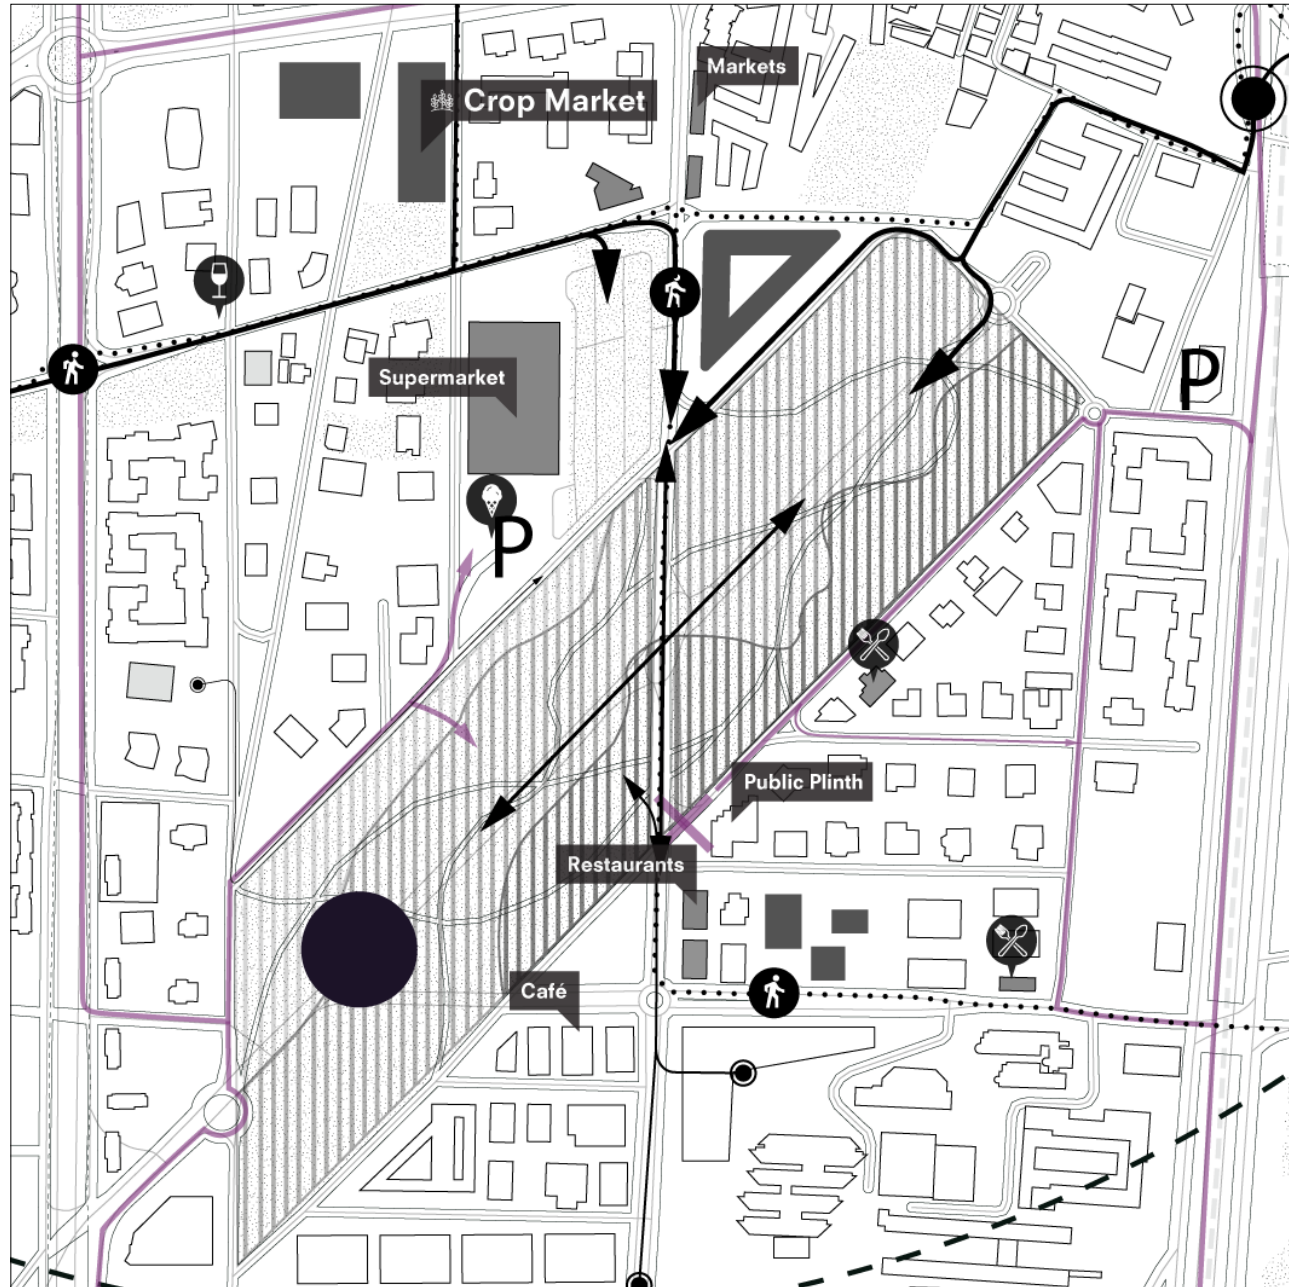 Markets
Crop Market
Supermarket
P
P
Public Plinth
Restaurants
Café